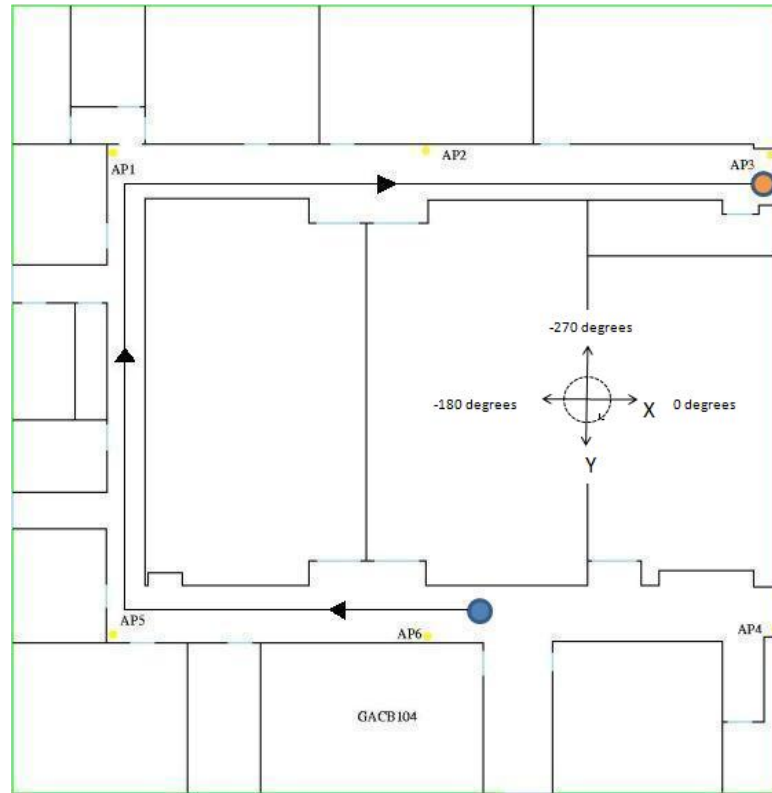 AP1
AP2
AP3
-270 degrees
-180 degrees
X
0 degrees
Y
AP5
AP6
AP4
GACB104